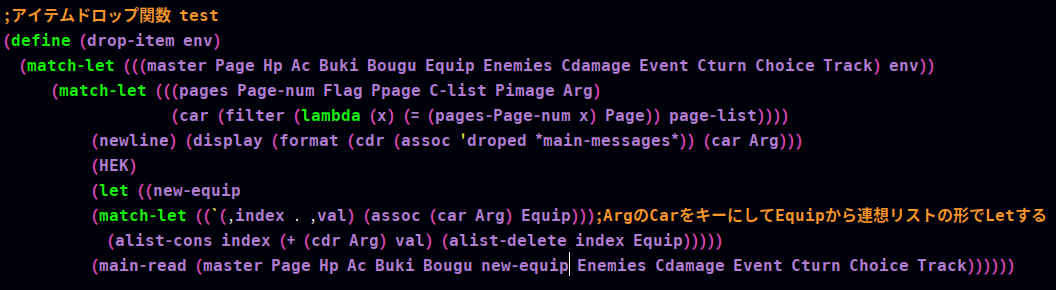 ;アイテムドロップ関数 test
(define (drop-item env)
(match-let (((master Page Hp Ac Buki Bougu Equip Enemies Cdamage Event Cturn Choice Track) env))
(match-let (((pages Page-num Flag Ppage C-list Pimage Arg)
(car (filter (lambda (x) (= (pages-Page-num x) Page)) page-list))))
(newline) (display (format (cdr (assoc 'droped *main-messages*)) (car Arg)))
(HEK)
(let ((new-equip
(match-let ((`(,index . ,val) (assoc (car Arg) Equip)));ArgのCarをキーにしてEquipから連想リストの形でLetする
(alist-cons index (+ (cdr Arg) val) (alist-delete index Equip)))))
(main-read (master Page Hp Ac Buki Bougu new-equip Enemies Cdamage Event Cturn Choice Track))))))